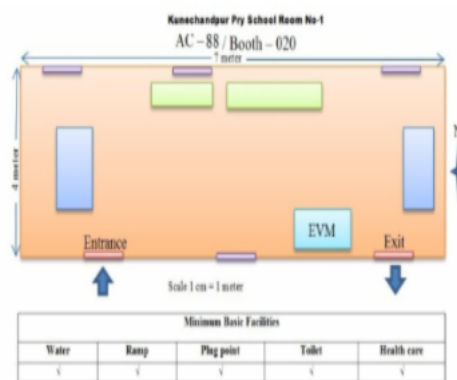 Kunechandpur Pry School Room No-1
AC – 88 / Booth – 020
7 meter
4 meter
N
EVM
Entrance
Exit
Scale 1 cm = 1 meter
Minimum Basic Facilities
Water Ramp Plug point Toilet Health care
√ √ √ √ √